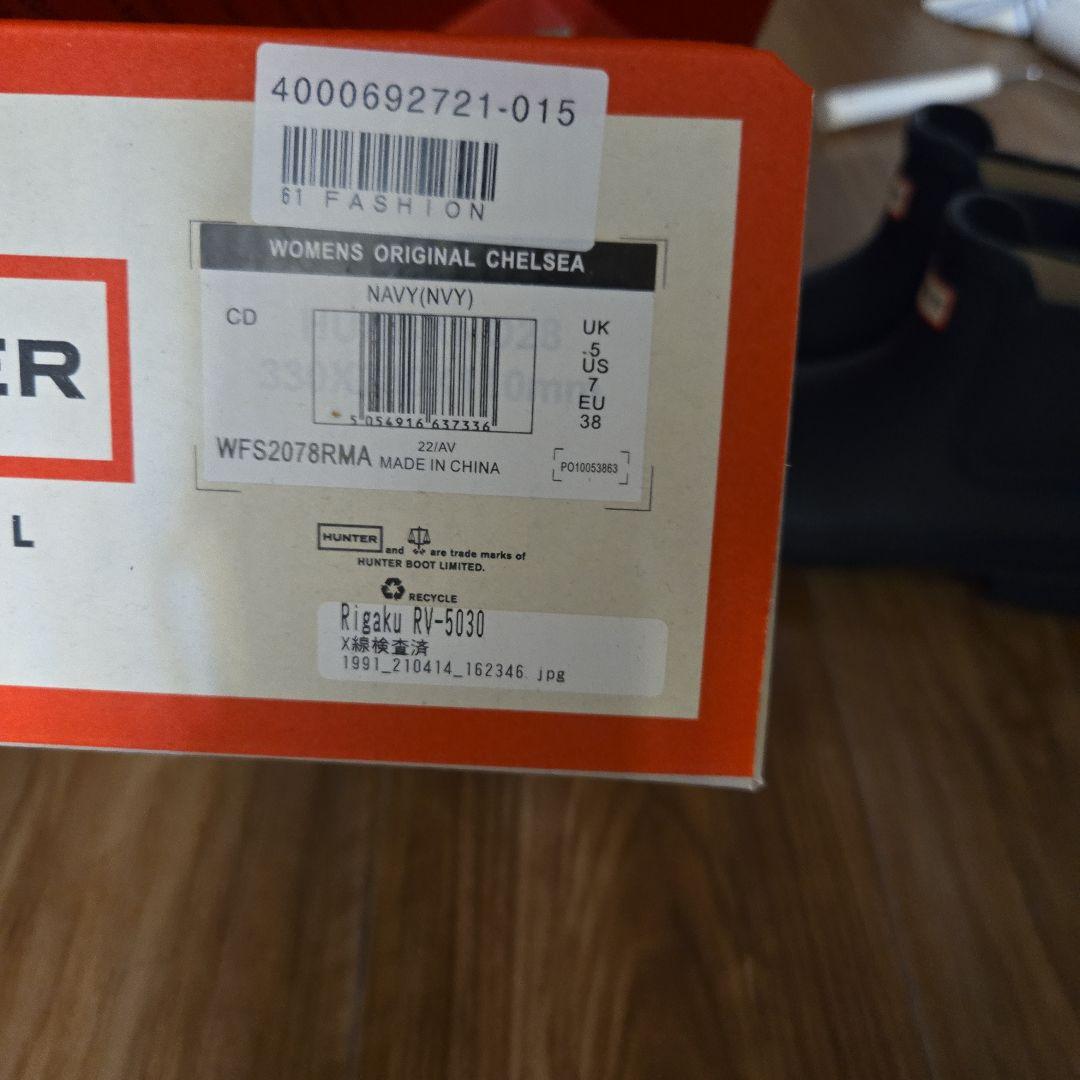 4000692721-015
61 FASHION
WOMENS ORIGINAL CHELSEA
NAVY(NVY)
CD
UK
5
US
7
EU
38
5 054916 637336
ER
WFS2078RMA
22/AV
MADE IN CHINA
PO10053863
L
HUNTER and are trade marks of
HUNTER BOOT LIMITED.
RECYCLE
Rigaku RV-5030
X線検査済
1991_210414_162346.jpg